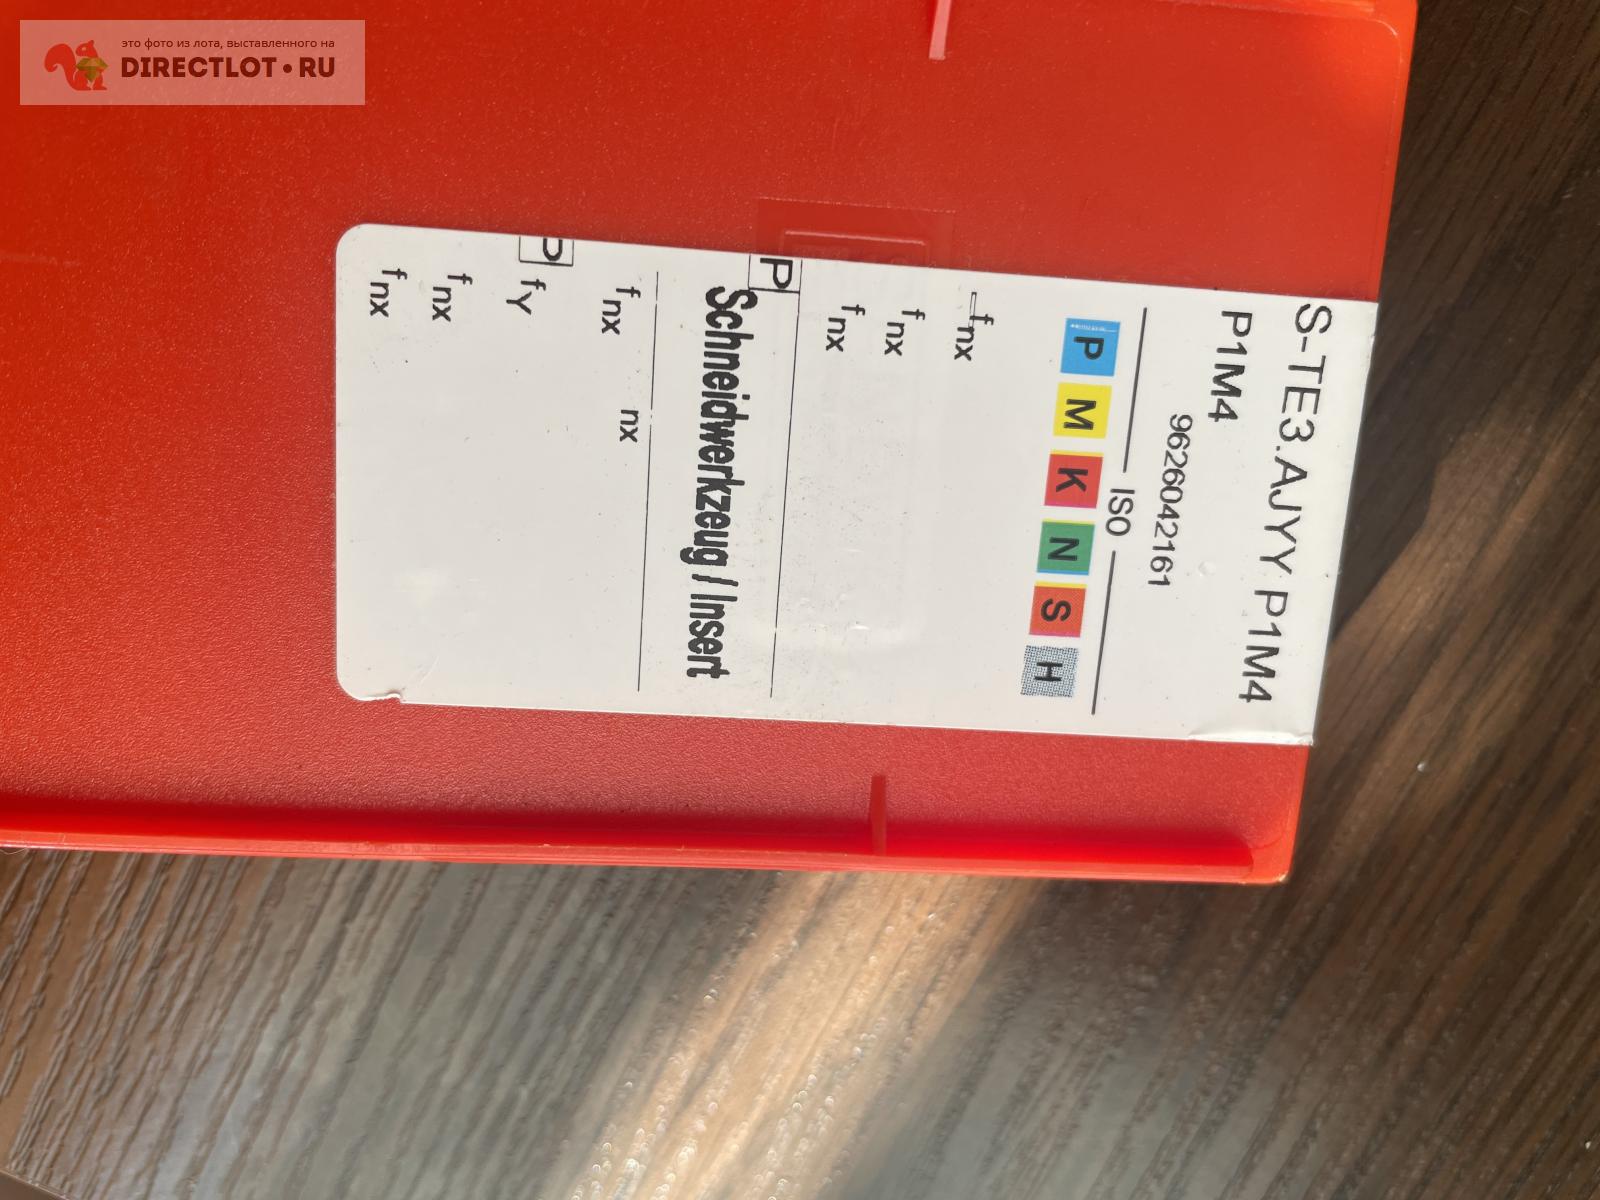 это фото из лота, выставленного на
DIRECTLOT.RU
S-TE3.AJYY P1M4
P1M4
9626042161
ISO
P M K N S H
fnx
fnx
fnx
P
Schneidwerkzeug / Insert
nx
fnx
P
fy
fnx
fnx